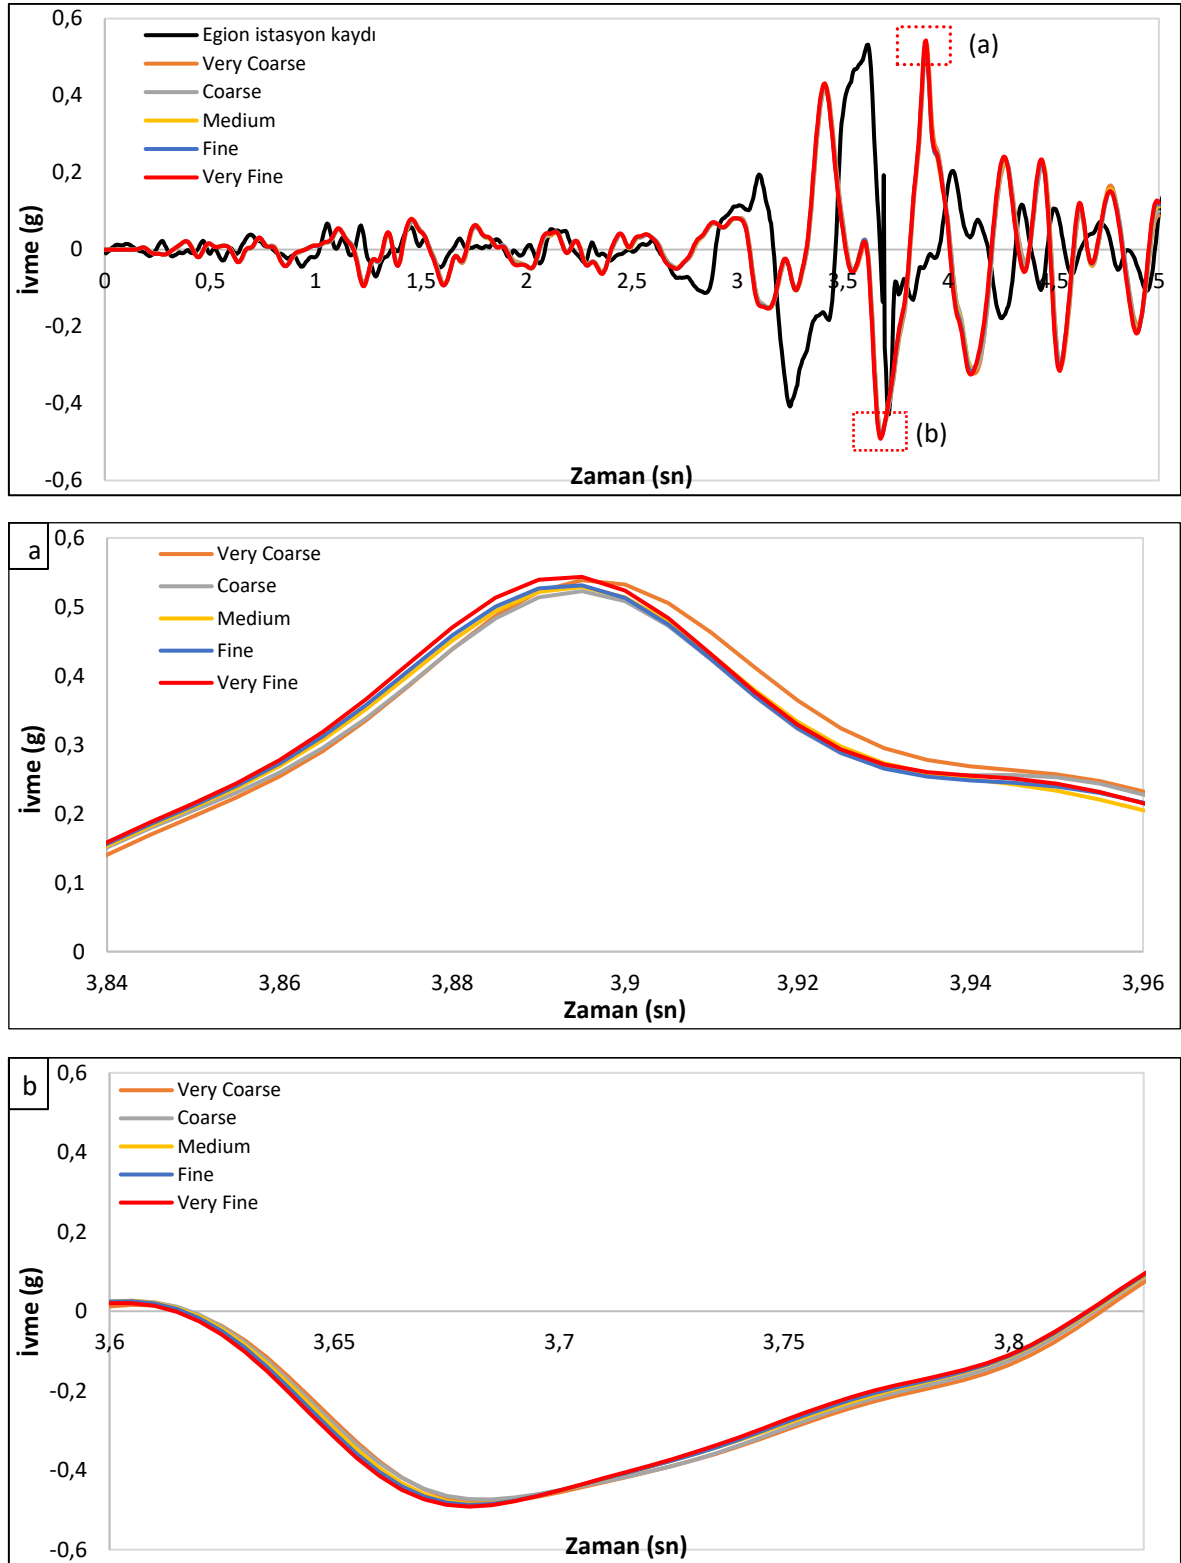 0,6
0,4
0,2
0
-0,2
-0,4
-0,6
İvme (g)
Egion istasyon kaydı
Very Coarse
Coarse
Medium
Fine
Very Fine
(a)
(b)
0 0,5 1 1,5 2 2,5 3 3,5 4 4,5 5
Zaman (sn)
a
0,6
0,5
0,4
0,3
0,2
0,1
0
İvme (g)
Very Coarse
Coarse
Medium
Fine
Very Fine
3,84 3,86 3,88 3,9 3,92 3,94 3,96
Zaman (sn)
b
0,6
0,4
0,2
0
-0,2
-0,4
-0,6
İvme (g)
Very Coarse
Coarse
Medium
Fine
Very Fine
3,6 3,65 3,7 3,75 3,8
Zaman (sn)